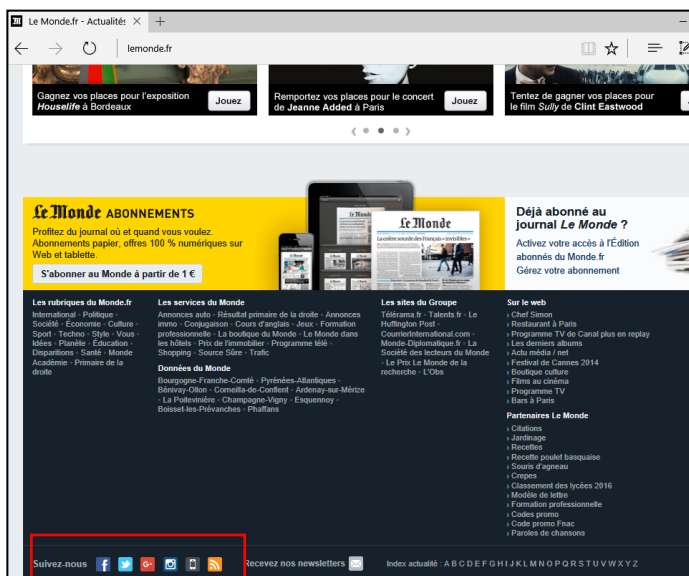 Le Monde.fr - Actualités
lemonde.fr
Gagnez vos places pour l'exposition
Houselife à Bordeaux
Jouez
Remportez vos places pour le concert
de Jeanne Added à Paris
Jouez
Tentez de gagner vos places pour
le film Sully de Clint Eastwood
Le Monde ABONNEMENTS
Profitez du journal où et quand vous voulez.
Abonnements papier, offres 100 % numériques sur
Web et tablette.
S'abonner au Monde à partir de 1 €
Le Monde
La colère sourde des Français « invisibles »
Déjà abonné au
journal Le Monde ?
Activez votre accès à l'Édition
abonnés du Monde.fr
Gérez votre abonnement
Les rubriques du Monde.fr
International - Politique -
Société - Économie - Culture -
Sport - Techno - Style - Vous -
Idées - Planète - Éducation -
Disparitions - Santé - Monde
Académie - Primaire de la
droite
Les services du Monde
Annonces auto - Résultat primaire de la droite - Annonces
immo - Conjugaison - Cours d'anglais - Jeux - Formation
professionnelle - La boutique du Monde - Le Monde dans
les hôtels - Prix de l'immobilier - Programme télé -
Shopping - Source Sûre - Trafic
Données du Monde
Bourgogne-Franche-Comté - Pyrénées-Atlantiques -
Bénivay-Ollon - Corneilla-de-Conflent - Ardenay-sur-Mérize
- La Poitevinière - Champagne-Vigny - Esquennoy -
Boisset-les-Prévanches - Phaffans
Les sites du Groupe
Télérama.fr - Talents.fr - Le
Huffington Post -
CourrierInternational.com -
Monde-Diplomatique.fr - La
Société des lecteurs du Monde
- Le Prix Le Monde de la
recherche - L'Obs
Sur le web
› Chef Simon
› Restaurant à Paris
› Programme TV de Canal plus en replay
› Les derniers albums
› Actu média / net
› Festival de Cannes 2014
› Boutique culture
› Films au cinéma
› Programme TV
› Bars à Paris
Partenaires Le Monde
› Citations
› Jardinage
› Recettes
› Recette poulet basquaise
› Souris d'agneau
› Crepes
› Classement des lycées 2016
› Modèle de lettre
› Formation professionnelle
› Codes promo
› Code promo Fnac
› Paroles de chansons
Suivez-nous
Recevez nos newsletters
Index actualité : A B C D E F G H I J K L M N O P Q R S T U V W X Y Z